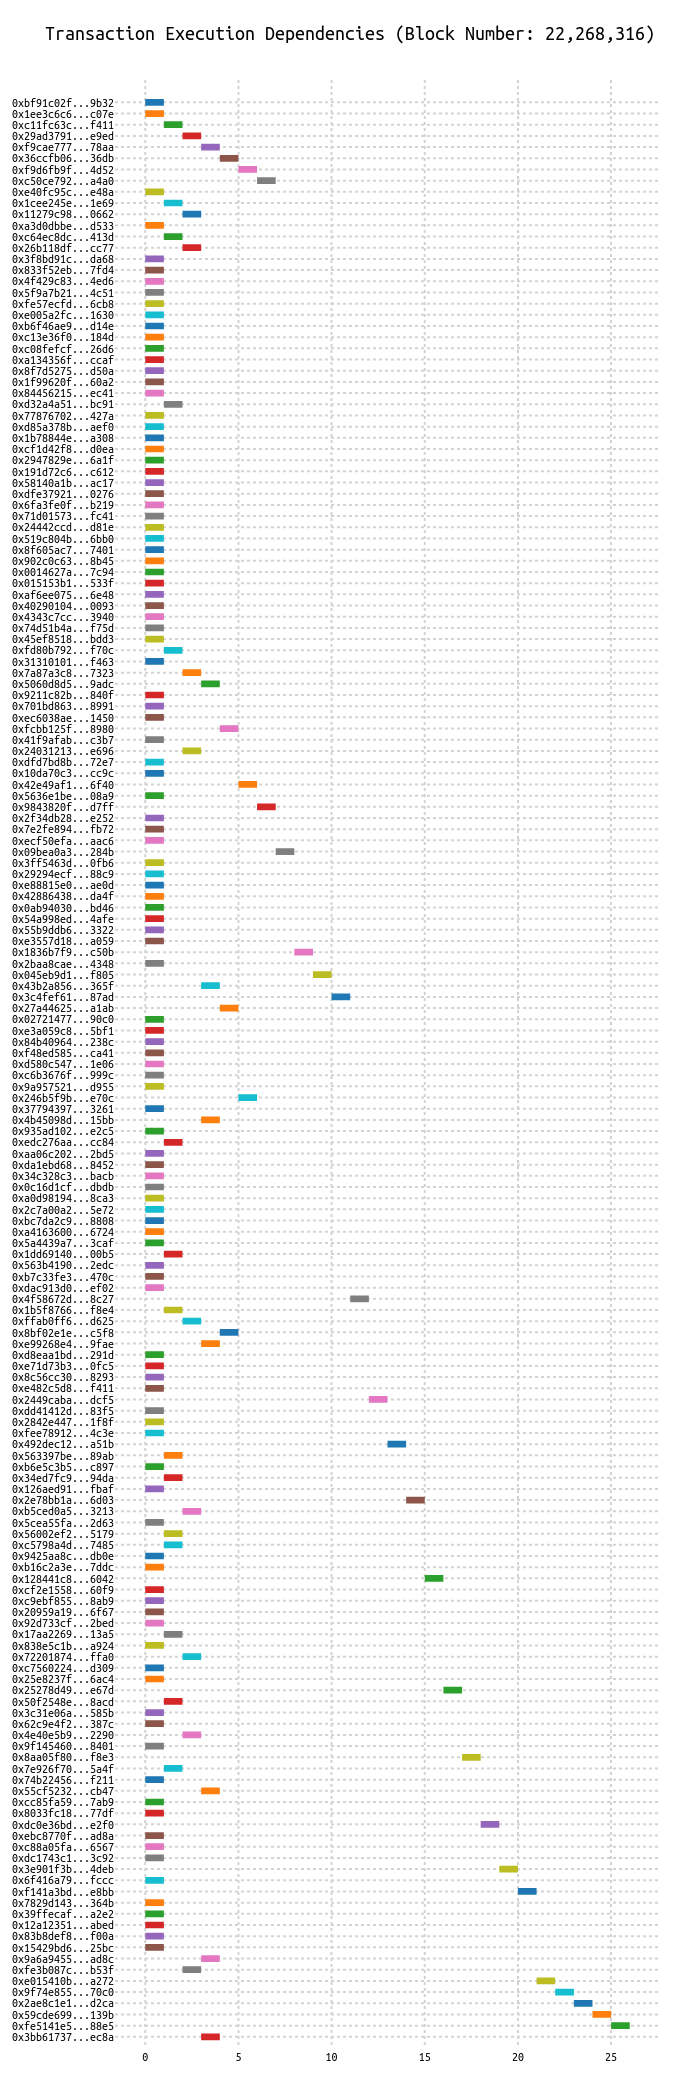 Transaction Execution Dependencies (Block Number: 22,268,316)
0xbf91c02f...9b32
0x1ee3c6c6...c07e
0xc11fc63c...f411
0x29ad3791...e9ed
0xf9cae777...78aa
0x36ccfb06...36db
0xf9d6fb9f...4d52
0xc50ce792...a4a0
0xe40fc95c...e48a
0x1cee245e...1e69
0x11279c98...0662
0xa3d0dbbe...d533
0xc64ec8dc...413d
0x26b118df...cc77
0x3f8bd91c...da68
0x833f52eb...7fd4
0x4f429c83...4ed6
0x5f9a7b21...4c51
0xfe57ecfd...6cb8
0xe005a2fc...1630
0xb6f46ae9...d14e
0xc13e36f0...184d
0xc08fefcf...26d6
0xa134356f...ccaf
0x8f7d5275...d50a
0x1f99620f...60a2
0x84456215...ec41
0xd32a4a51...bc91
0x77876702...427a
0xd85a378b...aef0
0x1b78844e...a308
0xcf1d42f8...d0ea
0x2947829e...6a1f
0x191d72c6...c612
0x58140a1b...ac17
0xdfe37921...0276
0x6fa3fe0f...b219
0x71d01573...fc41
0x24442ccd...d81e
0x519c804b...6bb0
0x8f605ac7...7401
0x902c0c63...8b45
0x0014627a...7c94
0x015153b1...533f
0xaf6ee075...6e48
0x40290104...0093
0x4343c7cc...3940
0x74d51b4a...f75d
0x45ef8518...bdd3
0xfd80b792...f70c
0x31310101...f463
0x7a87a3c8...7323
0x5060d8d5...9adc
0x9211c82b...840f
0x701bd863...8991
0xec6038ae...1450
0xfcbb125f...8980
0x41f9afab...c3b7
0x24031213...e696
0xdfd7bd8b...72e7
0x10da70c3...cc9c
0x42e49af1...6f40
0x5636e1be...08a9
0x9843820f...d7ff
0x2f34db28...e252
0x7e2fe894...fb72
0xecf50efa...aac6
0x09bea0a3...284b
0x3ff5463d...0fb6
0x29294ecf...88c9
0xe88815e0...ae0d
0x42886438...da4f
0x0ab94030...bd46
0x54a998ed...4afe
0x55b9ddb6...3322
0xe3557d18...a059
0x1836b7f9...c50b
0x2baa8cae...4348
0x045eb9d1...f805
0x43b2a856...365f
0x3c4fef61...87ad
0x27a44625...a1ab
0x02721477...90c0
0xe3a059c8...5bf1
0x84b40964...238c
0xf48ed585...ca41
0xd580c547...1e06
0xc6b3676f...999c
0x9a957521...d955
0x246b5f9b...e70c
0x37794397...3261
0x4b45098d...15bb
0x935ad102...e2c5
0xedc276aa...cc84
0xaa06c202...2bd5
0xda1ebd68...8452
0x34c328c3...bacb
0x0c16d1cf...dbdb
0xa0d98194...8ca3
0x2c7a00a2...5e72
0xbc7da2c9...8808
0xa4163600...6724
0x5a4439a7...3caf
0x1dd69140...00b5
0x563b4190...2edc
0xb7c33fe3...470c
0xdac913d0...ef02
0x4f58672d...8c27
0x1b5f8766...f8e4
0xffab0ff6...d625
0x8bf02e1e...c5f8
0xe99268e4...9fae
0xd8eaa1bd...291d
0xe71d73b3...0fc5
0x8c56cc30...8293
0xe482c5d8...f411
0x2449caba...dcf5
0xdd41412d...83f5
0x2842e447...1f8f
0xfee78912...4c3e
0x492dec12...a51b
0x563397be...89ab
0xb6e5c3b5...c897
0x34ed7fc9...94da
0x126aed91...fbaf
0x2e78bb1a...6d03
0xb5ced0a5...3213
0x5cea55fa...2d63
0x56002ef2...5179
0xc5798a4d...7485
0x9425aa8c...db0e
0xb16c2a3e...7ddc
0x128441c8...6042
0xcf2e1558...60f9
0xc9ebf855...8ab9
0x20959a19...6f67
0x92d733cf...2bed
0x17aa2269...13a5
0x838e5c1b...a924
0x72201874...ffa0
0xc7560224...d309
0x25e8237f...6ac4
0x25278d49...e67d
0x50f2548e...8acd
0x3c31e06a...585b
0x62c9e4f2...387c
0x4e40e5b9...2290
0x9f145460...8401
0x8aa05f80...f8e3
0x7e926f70...5a4f
0x74b22456...f211
0x55cf5232...cb47
0xcc85fa59...7ab9
0x8033fc18...77df
0xdc0e36bd...e2f0
0xebc8770f...ad8a
0xc88a05fa...6567
0xdc1743c1...3c92
0x3e901f3b...4deb
0x6f416a79...fccc
0xf141a3bd...e8bb
0x7829d143...364b
0x39ffecaf...a2e2
0x12a12351...abed
0x83b8def8...f00a
0x15429bd6...25bc
0x9a6a9455...ad8c
0xfe3b087c...b53f
0xe015410b...a272
0x9f74e855...70c0
0x2ae8c1e1...d2ca
0x59cde699...139b
0xfe5141e5...88e5
0x3bb61737...ec8a
0 5 10 15 20 25